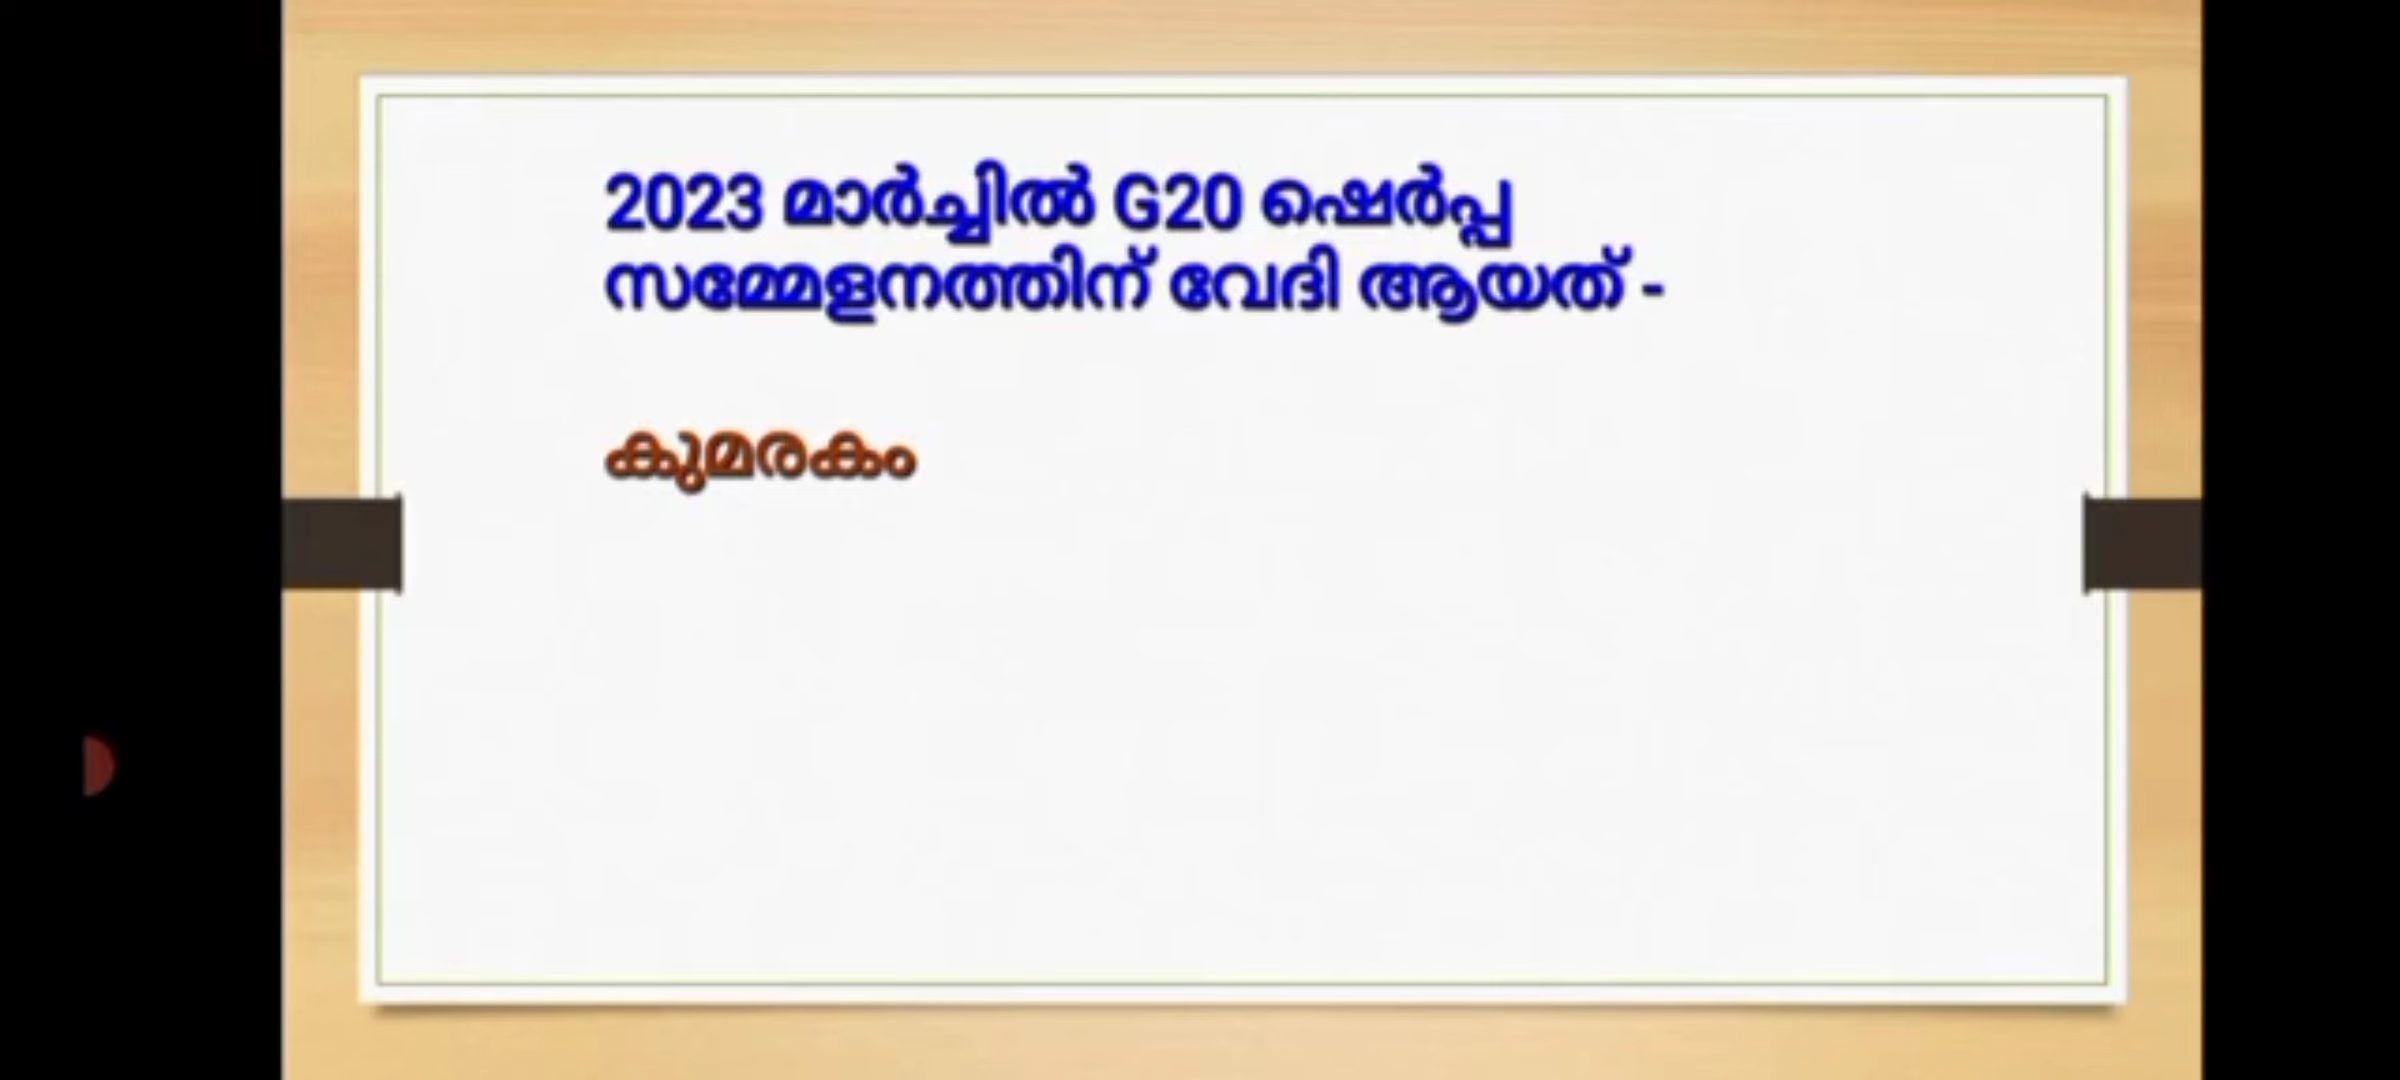 2023 മാർച്ചിൽ G20 ഷെർപ്പ
സമ്മേളനത്തിന് വേദി ആയത് -
കുമരകം